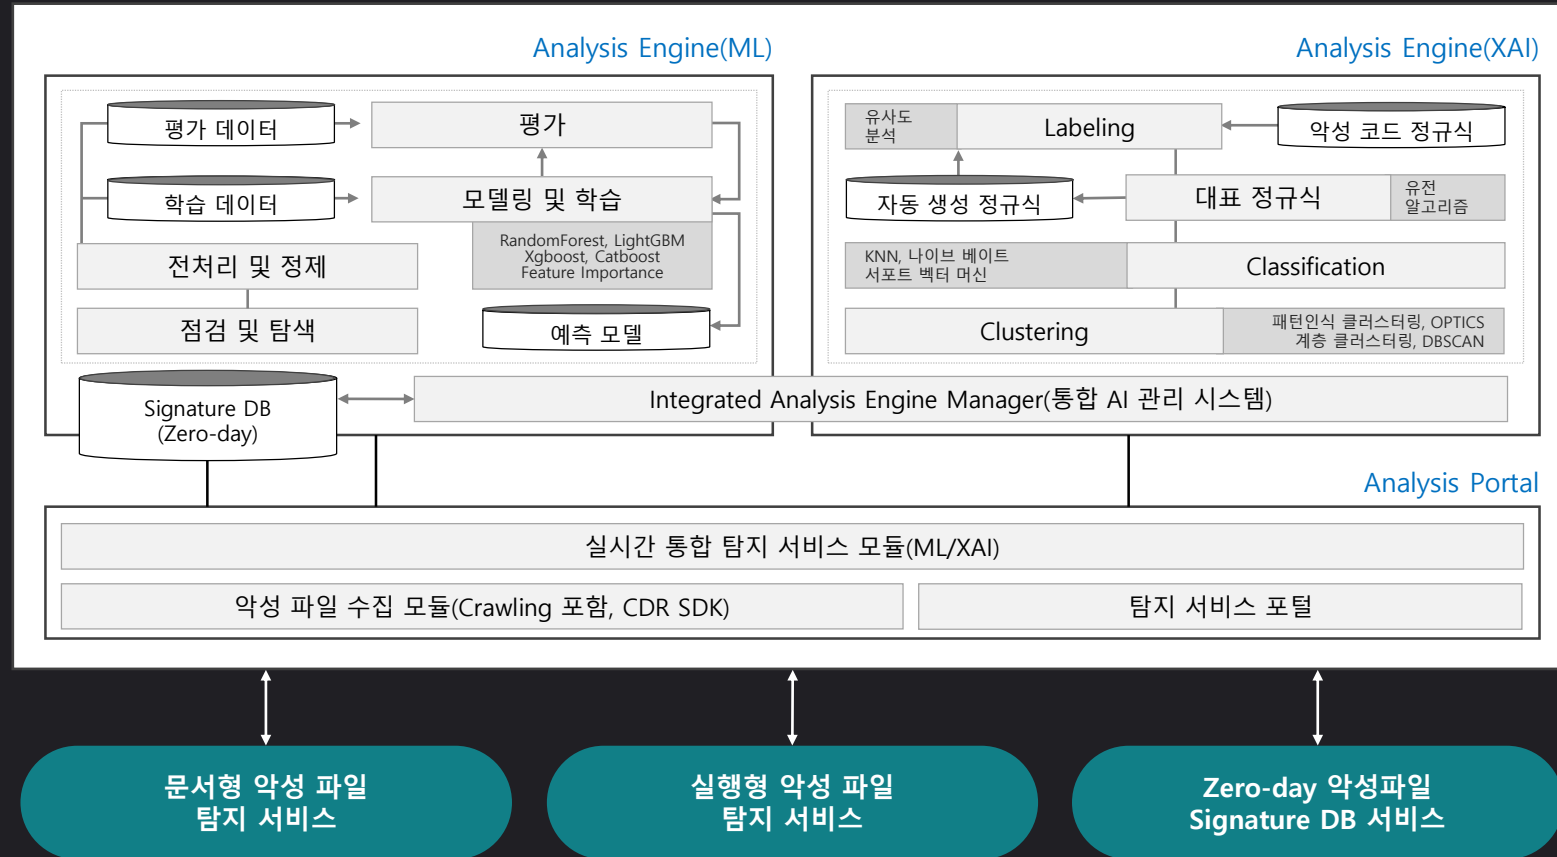 Analysis Engine(ML)
평가 데이터
평가
학습 데이터
모델링 및 학습
RandomForest, LightGBM
Xgboost, Catboost
Feature Importance
전처리 및 정제
점검 및 탐색
예측 모델
Analysis Engine(XAI)
유사도
분석
Labeling
악성 코드 정규식
자동 생성 정규식
대표 정규식
유전
알고리즘
KNN, 나이브 베이트
서포트 벡터 머신
Classification
Clustering
패턴인식 클러스터링, OPTICS
계층 클러스터링, DBSCAN
Signature DB
(Zero-day)
Integrated Analysis Engine Manager(통합 AI 관리 시스템)
Analysis Portal
실시간 통합 탐지 서비스 모듈(ML/XAI)
악성 파일 수집 모듈(Crawling 포함, CDR SDK)
탐지 서비스 포털
문서형 악성 파일
탐지 서비스
실행형 악성 파일
탐지 서비스
Zero-day 악성파일
Signature DB 서비스